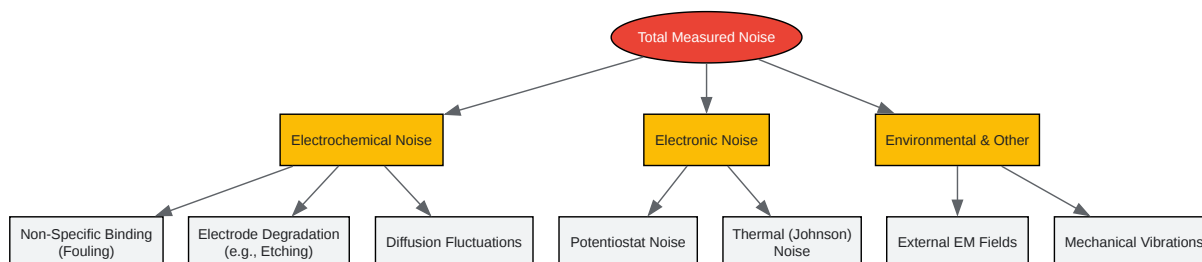 Total Measured Noise
Electrochemical Noise
Electronic Noise
Environmental & Other
Non-Specific Binding
(Fouling)
Electrode Degradation
(e.g., Etching)
Diffusion Fluctuations
Potentiostat Noise
Thermal (Johnson)
Noise
External EM Fields
Mechanical Vibrations